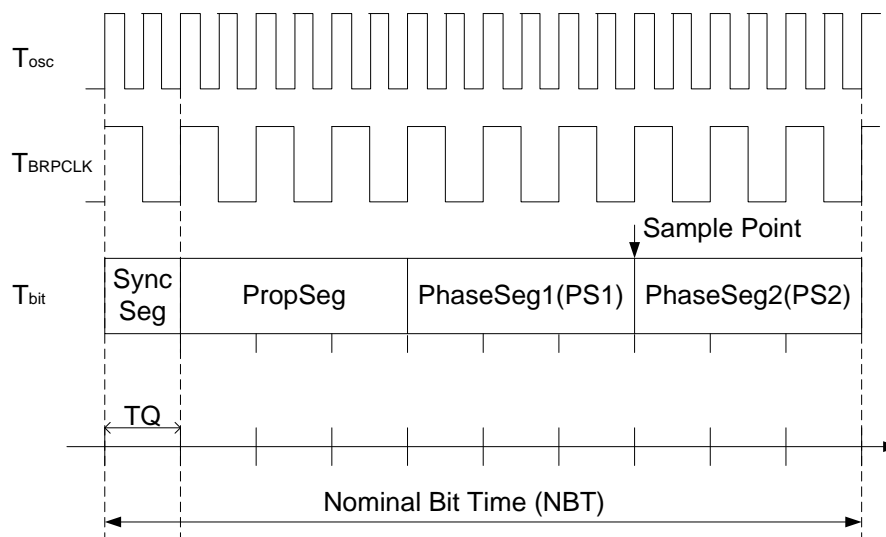 Tosc
TBRPCLK
Sample Point
Tbit
Sync
Seg
PropSeg
PhaseSeg1(PS1)
PhaseSeg2(PS2)
TQ
Nominal Bit Time (NBT)